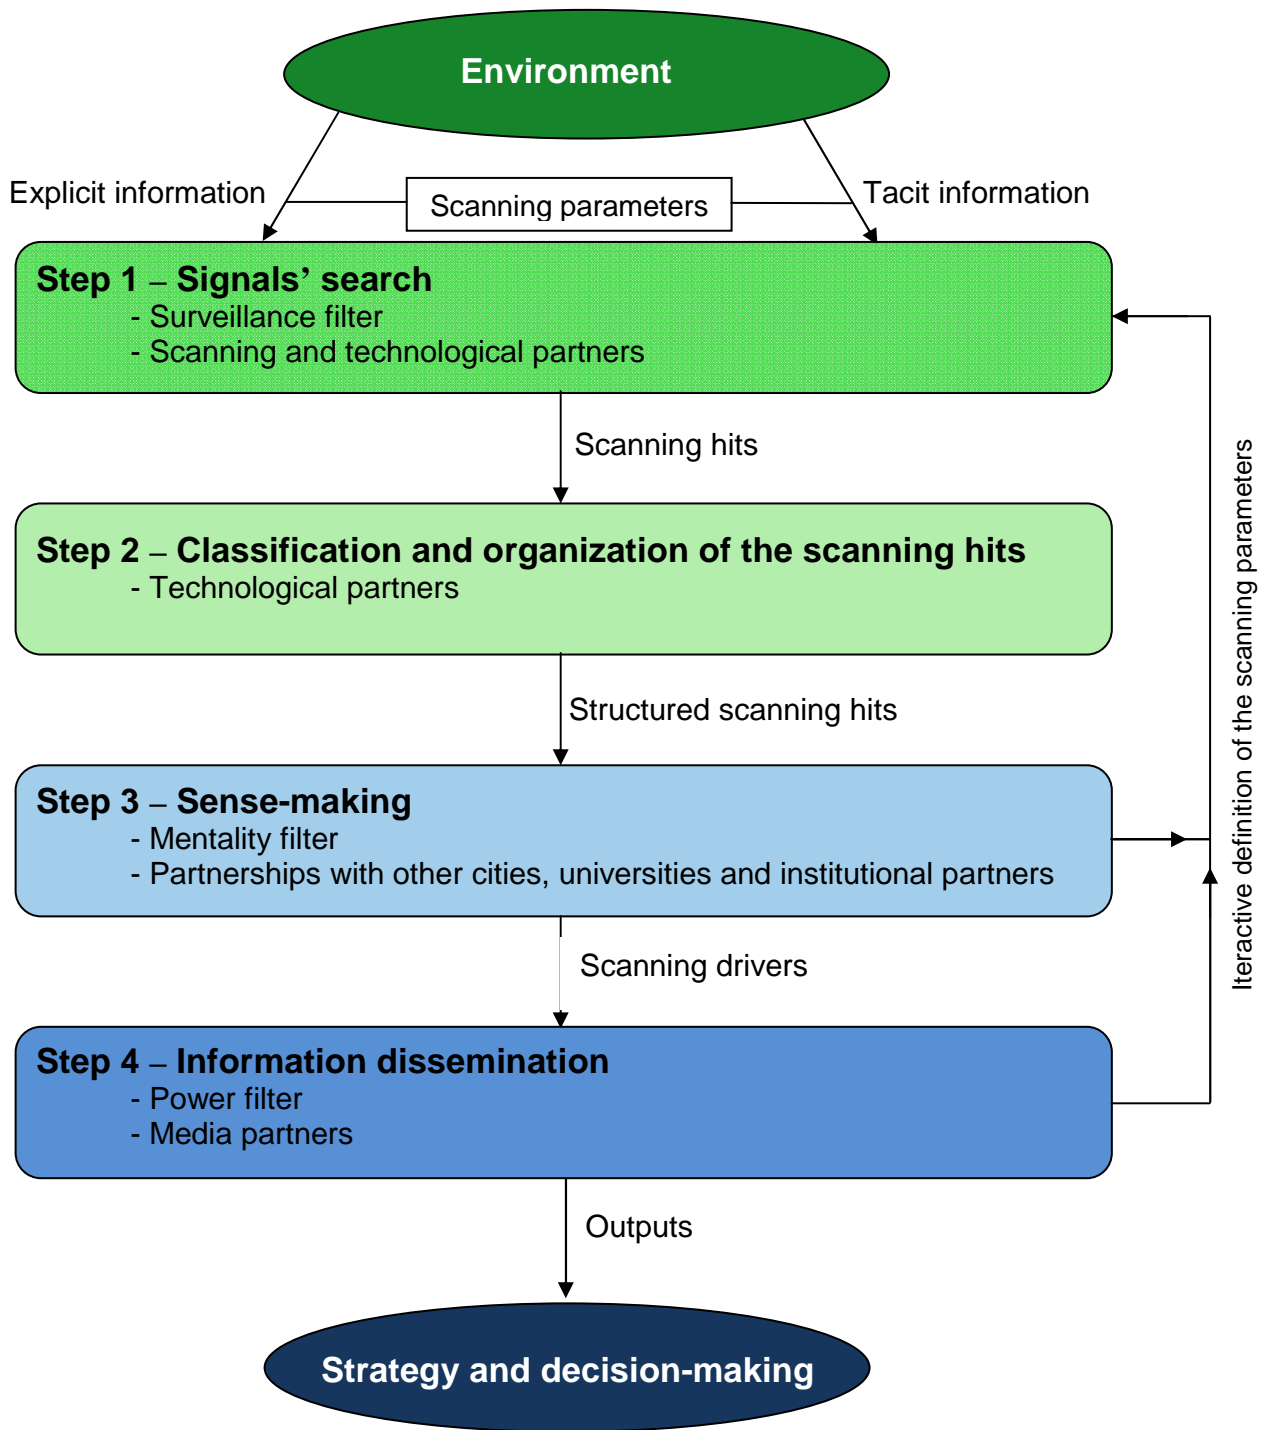 Environment
Explicit information
Scanning parameters
Tacit information
Step 1 – Signals’ search
- Surveillance filter
- Scanning and technological partners
Scanning hits
Step 2 – Classification and organization of the scanning hits
- Technological partners
Structured scanning hits
Step 3 – Sense-making
- Mentality filter
- Partnerships with other cities, universities and institutional partners
Scanning drivers
Step 4 – Information dissemination
- Power filter
- Media partners
Outputs
Strategy and decision-making
Iteractive definition of the scanning parameters